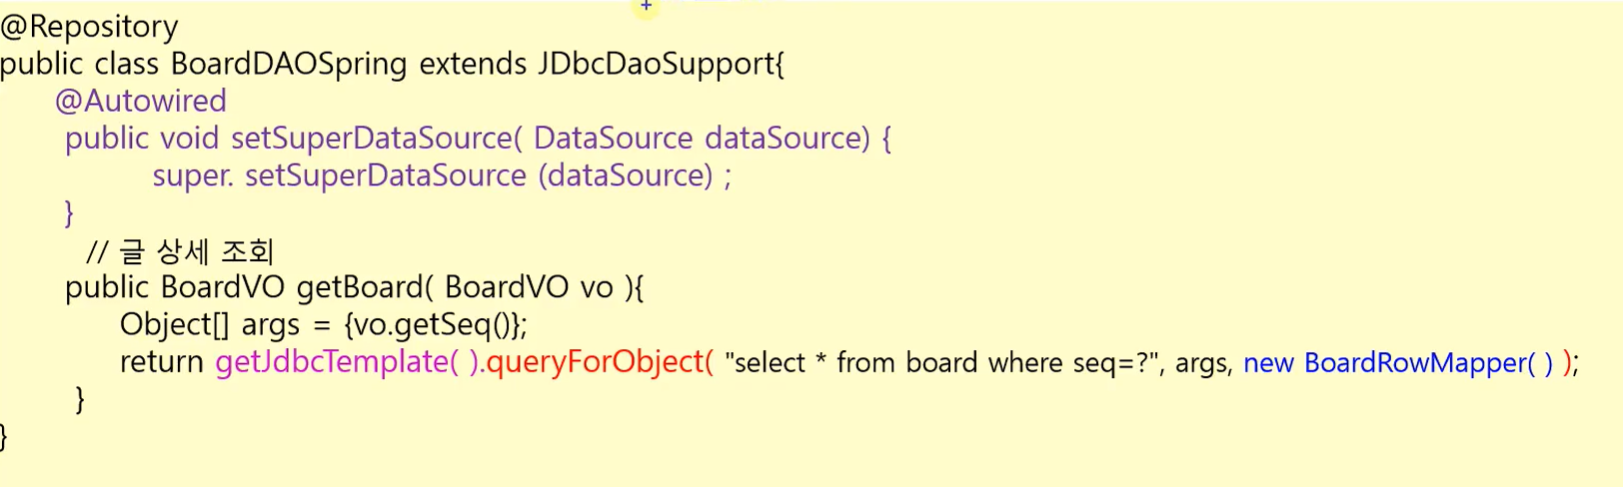 @Repository
public class BoardDAOSpring extends JDbcDaoSupport{
@Autowired
public void setSuperDataSource( DataSource dataSource) {
super. setSuperDataSource (dataSource) ;
}
// 글 상세 조회
public BoardVO getBoard( BoardVO vo ){
Object[] args = {vo.getSeq()};
return getJdbcTemplate( ).queryForObject( "select * from board where seq=?", args, new BoardRowMapper( ) );
}
}